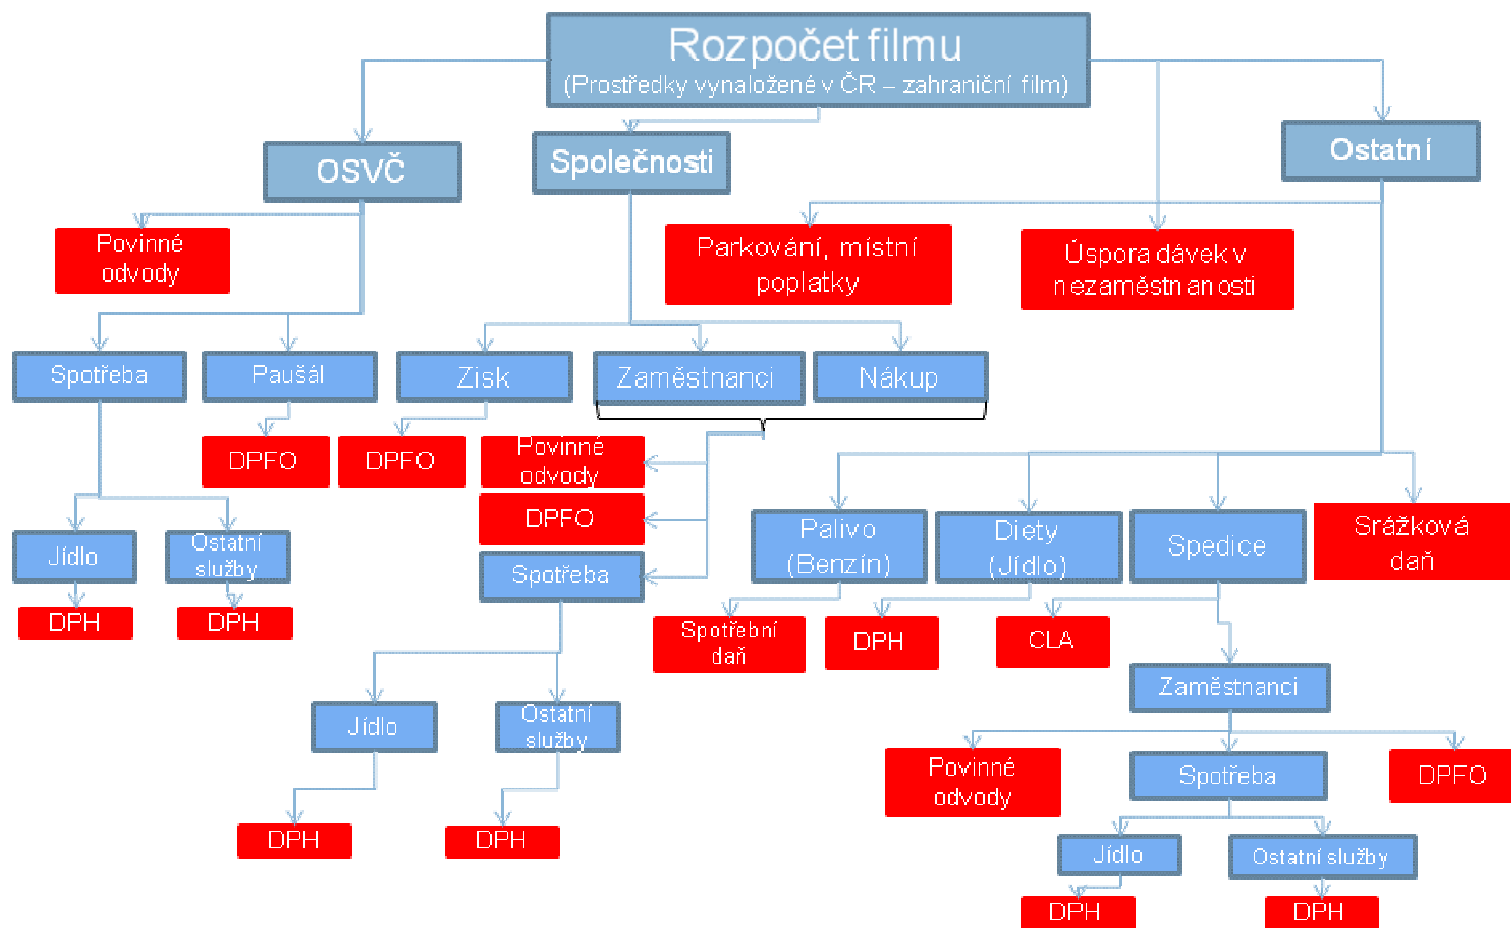 Rozpočet filmu
(Prostředky vynaložené v ČR – zahraniční film)
OSVČ
Společnosti
Ostatní
Povinné
odvody
Parkování, místní
poplatky
Úspora dávek v
nezaměstnanosti
Spotřeba
Paušál
Zisk
Zaměstnanci
Nákup
DPFO
DPFO
Povinné
odvody
DPFO
Spotřeba
Jídlo
Ostatní
služby
DPH
DPH
Palivo
(Benzín)
Diety
(Jídlo)
Spedice
Srážková
daň
Spotřební
daň
DPH
CLA
Zaměstnanci
Jídlo
Ostatní
služby
DPH
DPH
Povinné
odvody
Spotřeba
DPFO
Jídlo
Ostatní služby
DPH
DPH